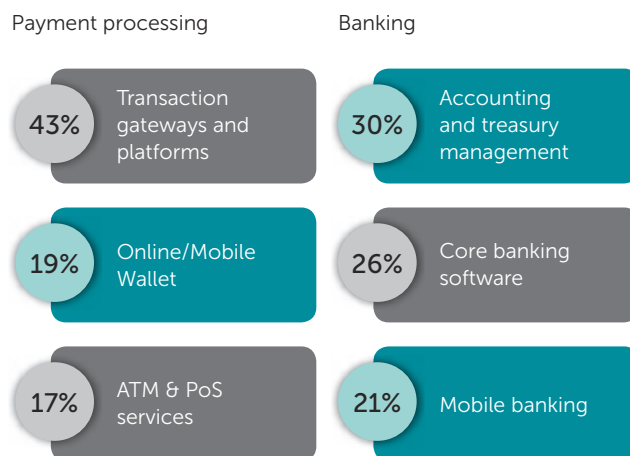 Payment processing
43%
Transaction
gateways and
platforms
19%
Online/Mobile
Wallet
17%
ATM & PoS
services
Banking
30%
Accounting
and treasury
management
26%
Core banking
software
21%
Mobile banking